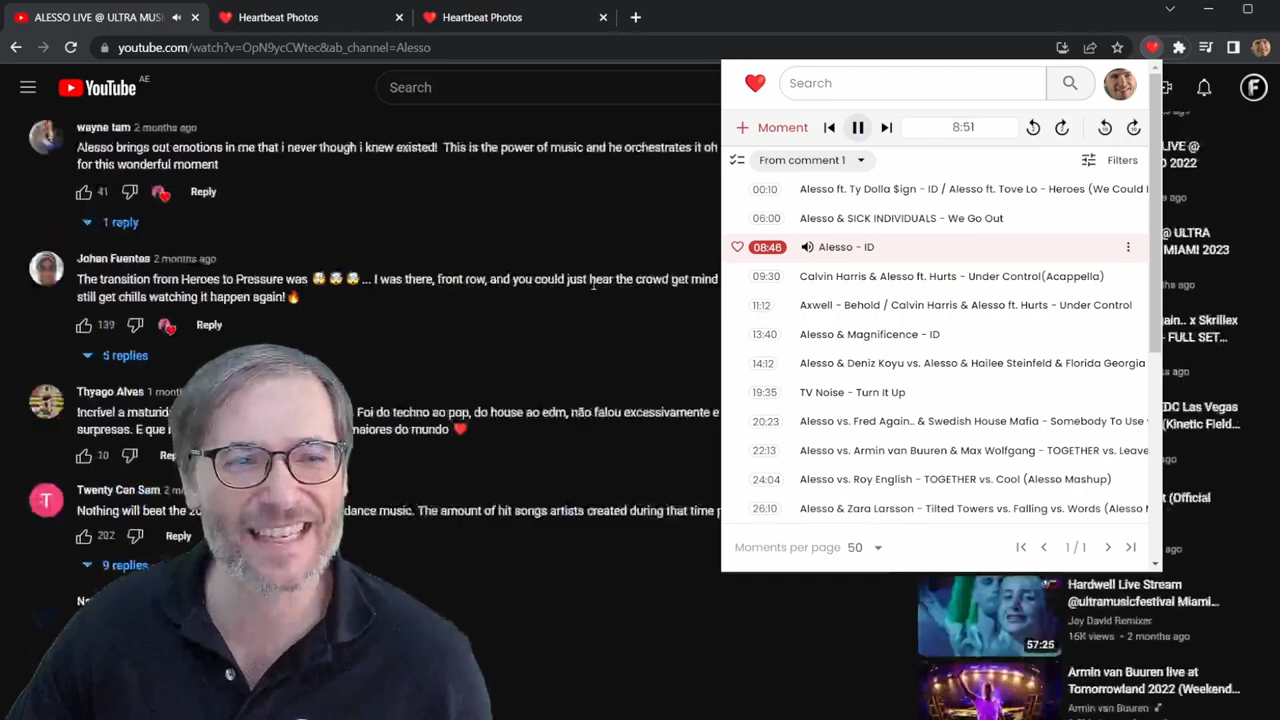 ALESSO LIVE @ ULTRA MUS
Heartbeat Photos
Heartbeat Photos
youtube.com/watch?v=OpN9ycCWtec&ab_channel=Alesso
YouTube AE
Search
wayne tam 2 months ago
Alesso brings out emotions in me that i never though i knew existed! This is the power of music and he orchestrates it oh
for this wonderful moment
41 Reply
1 reply
Johan Fuentes 2 months ago
The transition from Heroes to Pressure was 🤯🤯🤯... I was there, front row, and you could just hear the crowd get mind
still get chills watching it happen again!🔥
139 Reply
5 replies
Thyago Alves 1 month
Incrível a maturid
Foi do techno ao pop, do house ao edm, não falou excessivamente e
surpresas. E que
maiores do mundo ❤️
10 Rep
Twenty Cen Sam 2 m
Nothing will beet the 20
dance music. The amount of hit songs artists created during that time
202 Reply
9 replies
Search
+ Moment
8:51
From comment 1
Filters
00:10 Alesso ft. Ty Dolla $ign - ID / Alesso ft. Tove Lo - Heroes (We Could
06:00 Alesso & SICK INDIVIDUALS - We Go Out
08:46 Alesso - ID
09:30 Calvin Harris & Alesso ft. Hurts - Under Control(Acappella)
11:12 Axwell - Behold / Calvin Harris & Alesso ft. Hurts - Under Control
13:40 Alesso & Magnificence - ID
14:12 Alesso & Deniz Koyu vs. Alesso & Hailee Steinfeld & Florida Georgia
19:35 TV Noise - Turn It Up
20:23 Alesso vs. Fred Again.. & Swedish House Mafia - Somebody To Use
22:13 Alesso vs. Armin van Buuren & Max Wolfgang - TOGETHER vs. Leave
24:04 Alesso vs. Roy English - TOGETHER vs. Cool (Alesso Mashup)
26:10 Alesso & Zara Larsson - Tilted Towers vs. Falling vs. Words (Alesso
Moments per page 50
1 / 1
F
VE @
2022
@ ULTRA
MIAMI 2023
ain.. x Skrillex
- FULL SET...
DC Las Vegas
(Kinetic Field...
(Official
Hardwell Live Stream
@ultramusicfestival Miami...
Jay David Remixer
16K views • 2 months ago
57:25
Armin van Buuren live at
Tomorrowland 2022 (Weekend...
Armin van Buuren